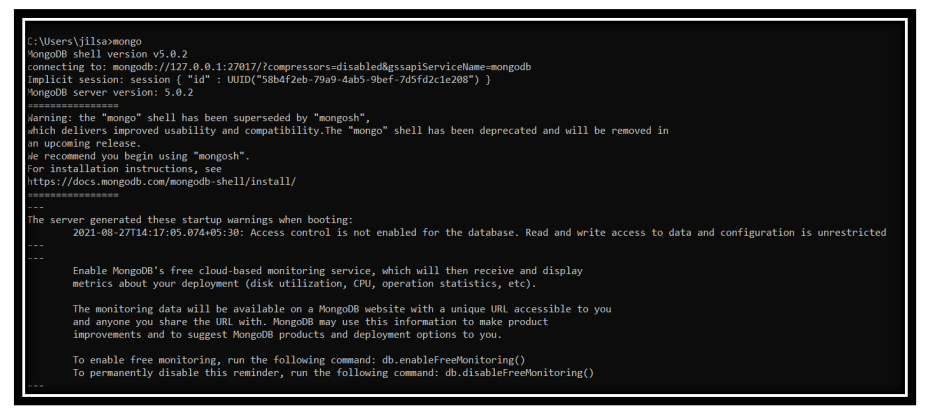 C:\Users\jilsa>mongo
MongoDB shell version v5.0.2
connecting to: mongodb://127.0.0.1:27017/?compressors=disabled&gssapiServiceName=mongodb
Implicit session: session { "id" : UUID("58b4f2eb-79a9-4ab5-9bef-7d5fd2c1e208") }
MongoDB server version: 5.0.2
================
Warning: the "mongo" shell has been superseded by "mongosh",
which delivers improved usability and compatibility.The "mongo" shell has been deprecated and will be removed in
an upcoming release.
We recommend you begin using "mongosh".
For installation instructions, see
https://docs.mongodb.com/mongodb-shell/install/
================
---
The server generated these startup warnings when booting:
        2021-08-27T14:17:05.074+05:30: Access control is not enabled for the database. Read and write access to data and configuration is unrestricted
---
---
        Enable MongoDB's free cloud-based monitoring service, which will then receive and display
        metrics about your deployment (disk utilization, CPU, operation statistics, etc).
        The monitoring data will be available on a MongoDB website with a unique URL accessible to you
        and anyone you share the URL with. MongoDB may use this information to make product
        improvements and to suggest MongoDB products and deployment options to you.
        To enable free monitoring, run the following command: db.enableFreeMonitoring()
        To permanently disable this reminder, run the following command: db.disableFreeMonitoring()
---